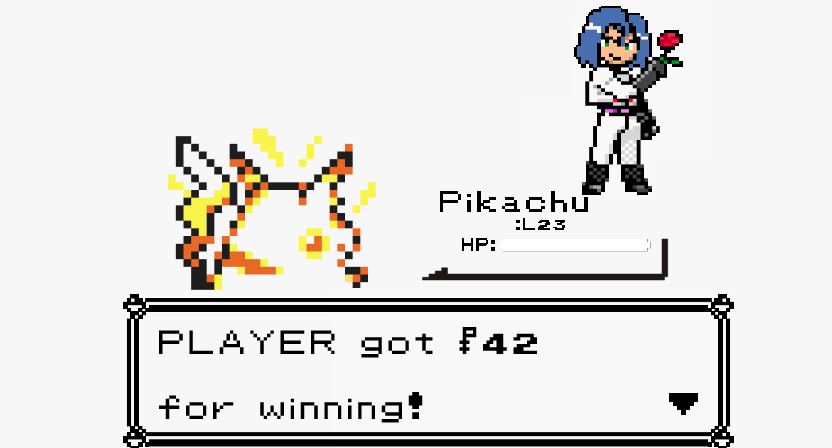 Pikachu
:L23
HP:
PLAYER got ₽42
for winning!